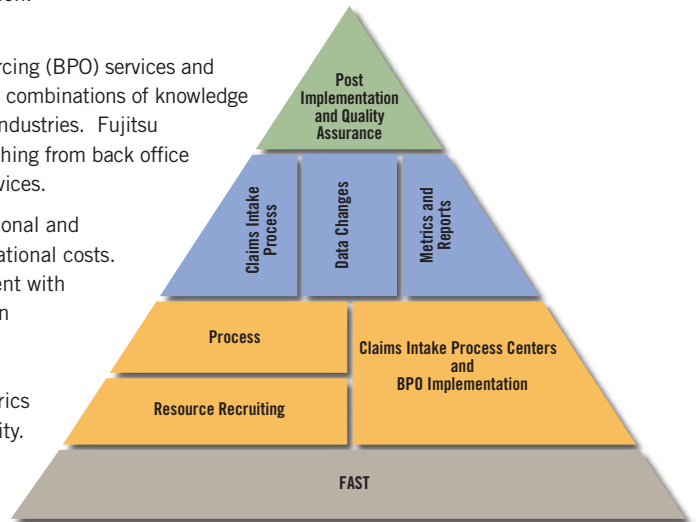 rcing (BPO) services and
combinations of knowledge
ndustries. Fujitsu
hing from back office
vices.
onal and
ational costs.
ent with
n
rics
ity.
Post
Implementation
and Quality
Assurance
Claims Intake
Process
Data Changes
Metrics and
Reports
Process
Claims Intake Process Centers
and
BPO Implementation
Resource Recruiting
FAST